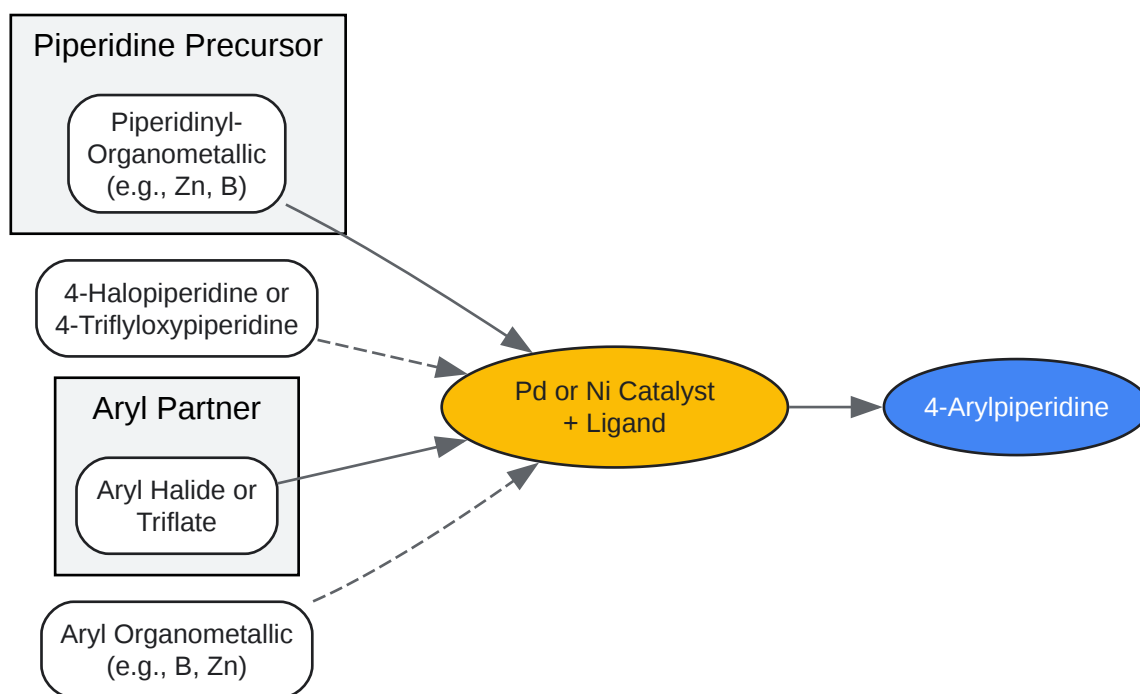 Piperidine Precursor
Piperidinyl-
Organometallic
(e.g., Zn, B)
4-Halopiperidine or
4-Triflyloxypiperidine
Aryl Partner
Aryl Halide or
Triflate
Aryl Organometallic
(e.g., B, Zn)
Pd or Ni Catalyst
+ Ligand
4-Arylpiperidine